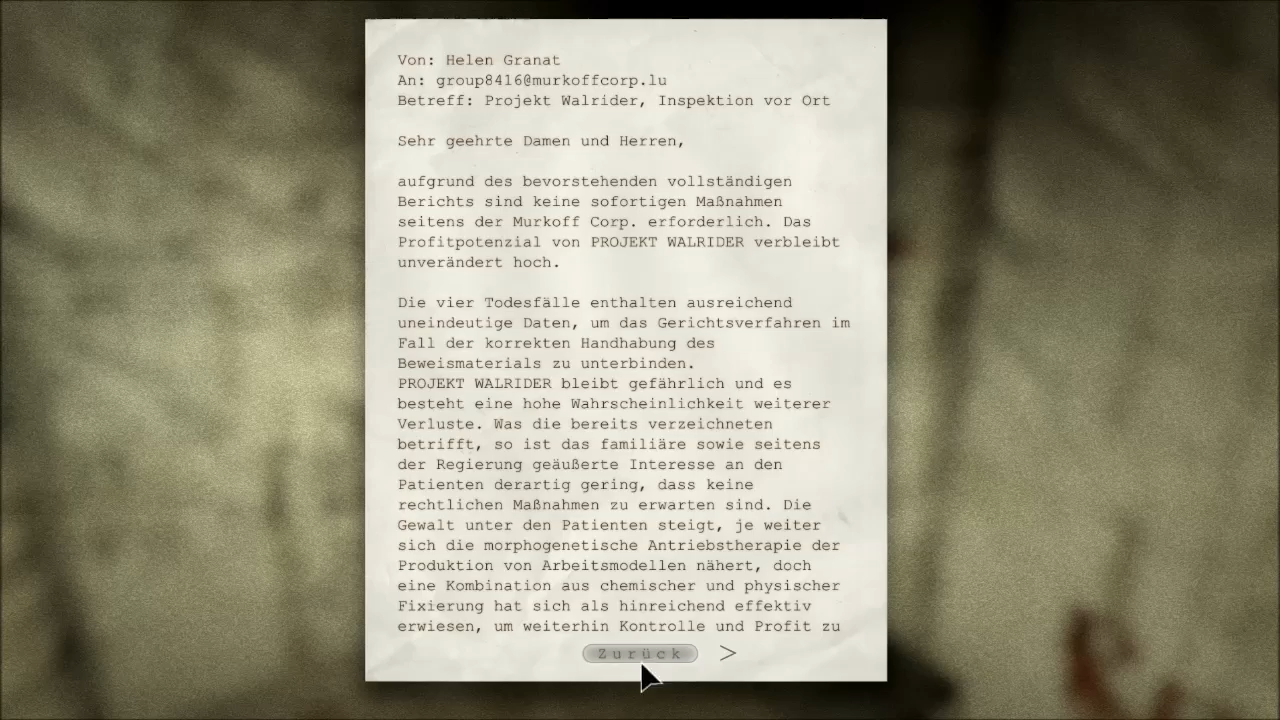 Von: Helen Granat
An: group8416@murkoffcorp.lu
Betreff: Projekt Walrider, Inspektion vor Ort
Sehr geehrte Damen und Herren,
aufgrund des bevorstehenden vollständigen
Berichts sind keine sofortigen Maßnahmen
seitens der Murkoff Corp. erforderlich. Das
Profitpotenzial von PROJEKT WALRIDER verbleibt
unverändert hoch.
Die vier Todesfälle enthalten ausreichend
uneindeutige Daten, um das Gerichtsverfahren im
Fall der korrekten Handhabung des
Beweismaterials zu unterbinden.
PROJEKT WALRIDER bleibt gefährlich und es
besteht eine hohe Wahrscheinlichkeit weiterer
Verluste. Was die bereits verzeichneten
betrifft, so ist das familiäre sowie seitens
der Regierung geäußerte Interesse an den
Patienten derartig gering, dass keine
rechtlichen Maßnahmen zu erwarten sind. Die
Gewalt unter den Patienten steigt, je weiter
sich die morphogenetische Antriebstherapie der
Produktion von Arbeitsmodellen nähert, doch
eine Kombination aus chemischer und physischer
Fixierung hat sich als hinreichend effektiv
erwiesen, um weiterhin Kontrolle und Profit zu
Zurück >